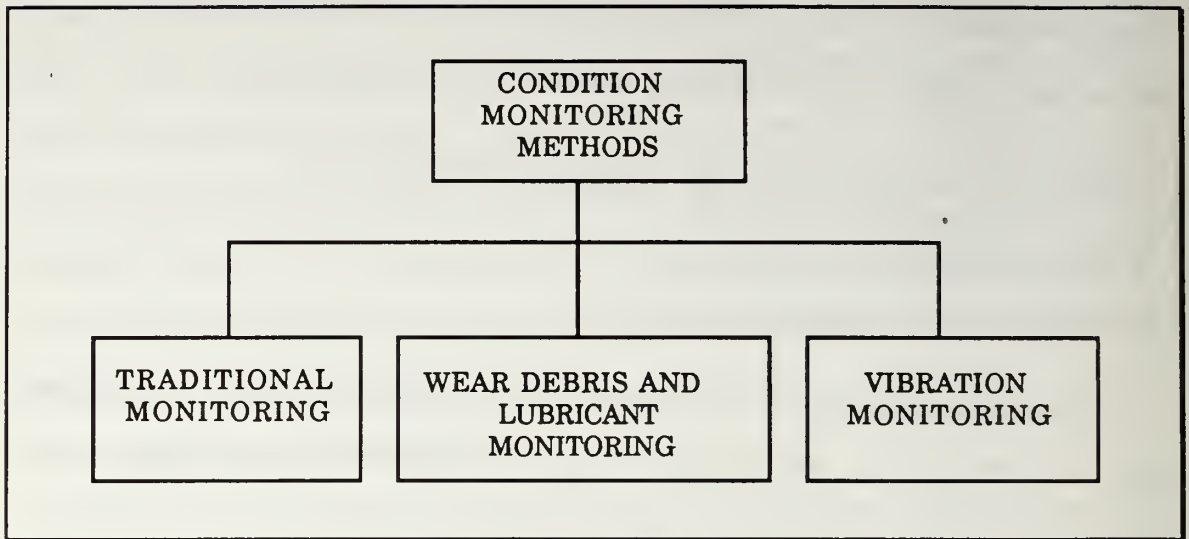 CONDITION
MONITORING
METHODS
TRADITIONAL
MONITORING
WEAR DEBRIS AND
LUBRICANT
MONITORING
VIBRATION
MONITORING